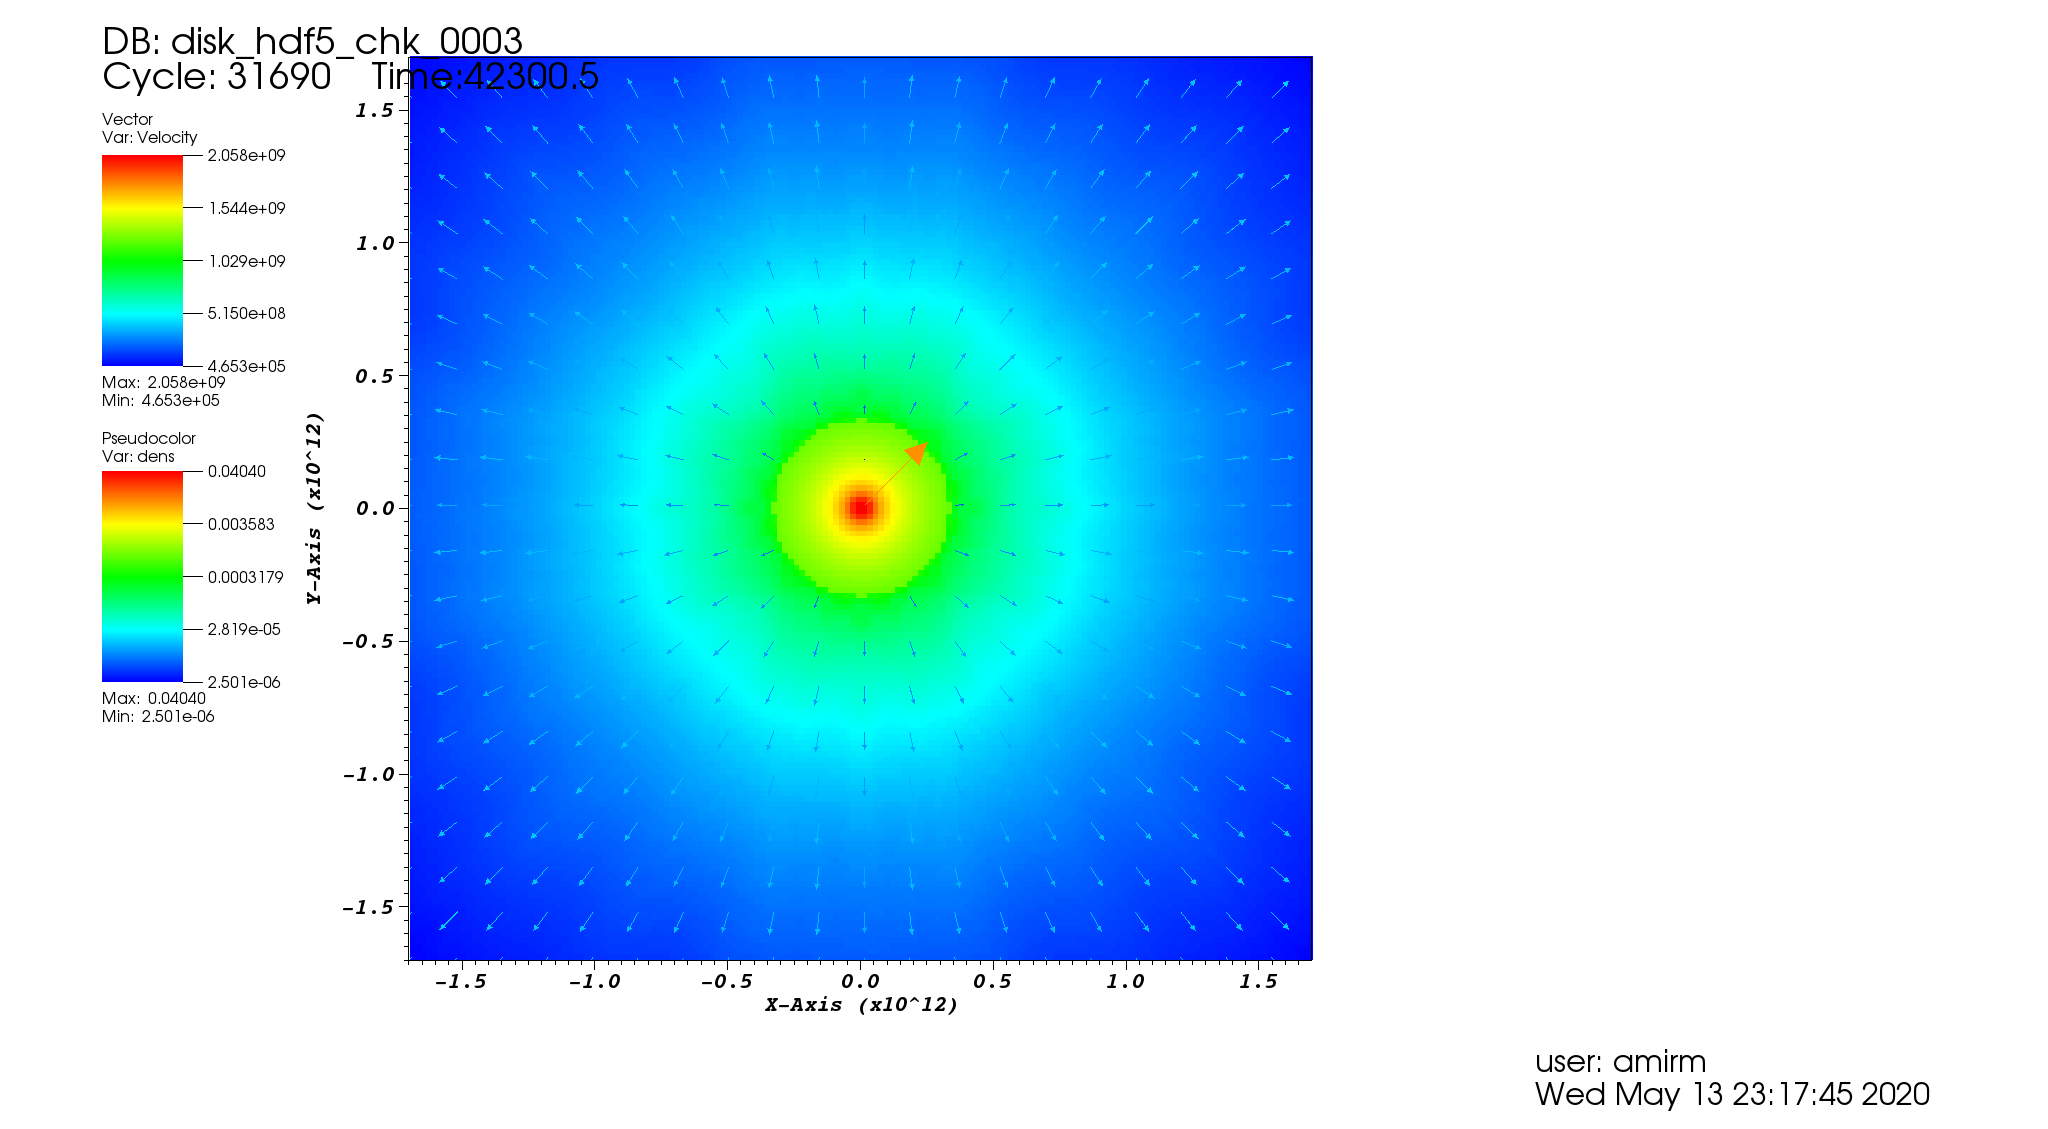 DB: disk_hdf5_chk_0003
Cycle: 31690 Time:42300.5
Vector
Var: Velocity
2.058e+09
1.544e+09
1.029e+09
5.150e+08
4.653e+05
Max: 2.058e+09
Min: 4.653e+05
Pseudocolor
Var: dens
0.04040
0.003583
0.0003179
2.819e-05
2.501e-06
Max: 0.04040
Min: 2.501e-06
Y-Axis (x10^12)
1.5
1.0
0.5
0.0
-0.5
-1.0
-1.5
-1.5 -1.0 -0.5 0.0 0.5 1.0 1.5
X-Axis (x10^12)
user: amirm
Wed May 13 23:17:45 2020